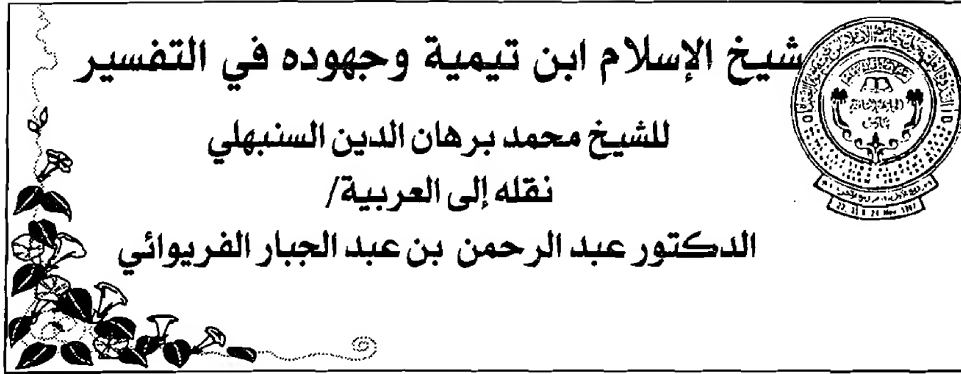 شيخ الإسلام ابن تيمية وجهوده في التفسير
للشيخ محمد برهان الدين السنبهلي
نقله إلى العربية/
الدكتور عبد الرحمن بن عبد الجبار الفريوائي